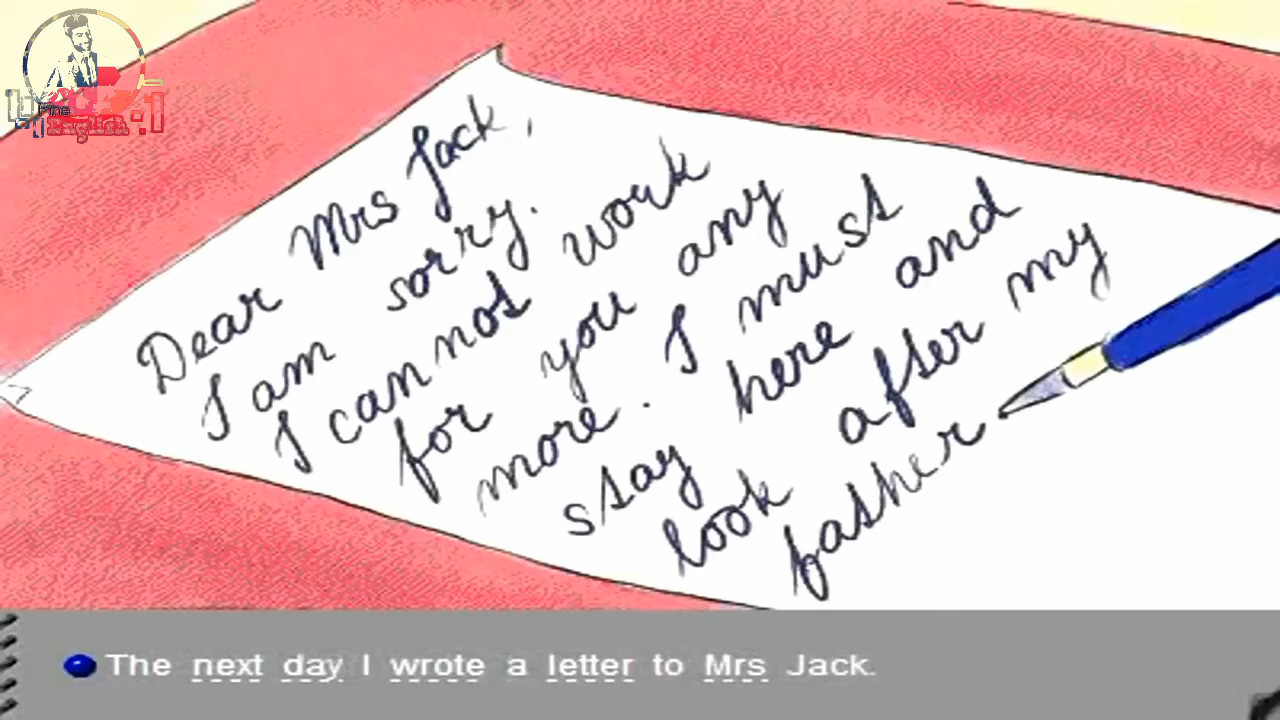 Dear Mrs Jack,
I am sorry.
I cannot work
for you any
more. I must
stay here and
look after my
father
The next day I wrote a letter to Mrs Jack.